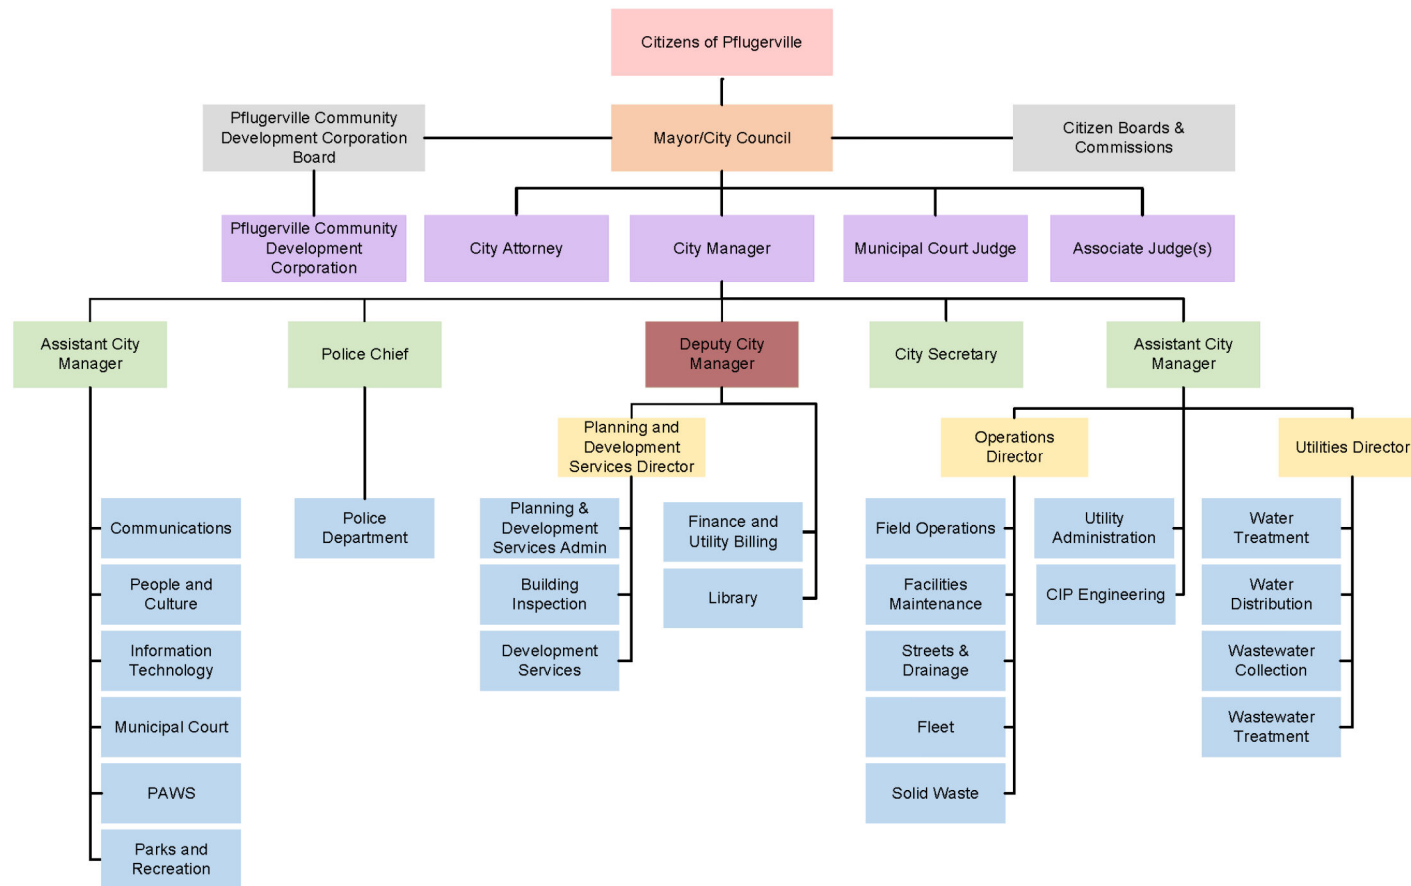 Citizens of Pflugerville
Pflugerville Community
Development Corporation
Board
Mayor/City Council
Citizen Boards &
Commissions
Pflugerville Community
Development
Corporation
City Attorney
City Manager
Municipal Court Judge
Associate Judge(s)
Assistant City
Manager
Police Chief
Deputy City
Manager
City Secretary
Assistant City
Manager
Planning and
Development
Services Director
Operations
Director
Utilities Director
Communications
People and
Culture
Information
Technology
Municipal Court
PAWS
Parks and
Recreation
Police
Department
Planning &
Development
Services Admin
Building
Inspection
Development
Services
Finance and
Utility Billing
Library
Field Operations
Facilities
Maintenance
Streets &
Drainage
Fleet
Solid Waste
Utility
Administration
CIP Engineering
Water
Treatment
Water
Distribution
Wastewater
Collection
Wastewater
Treatment